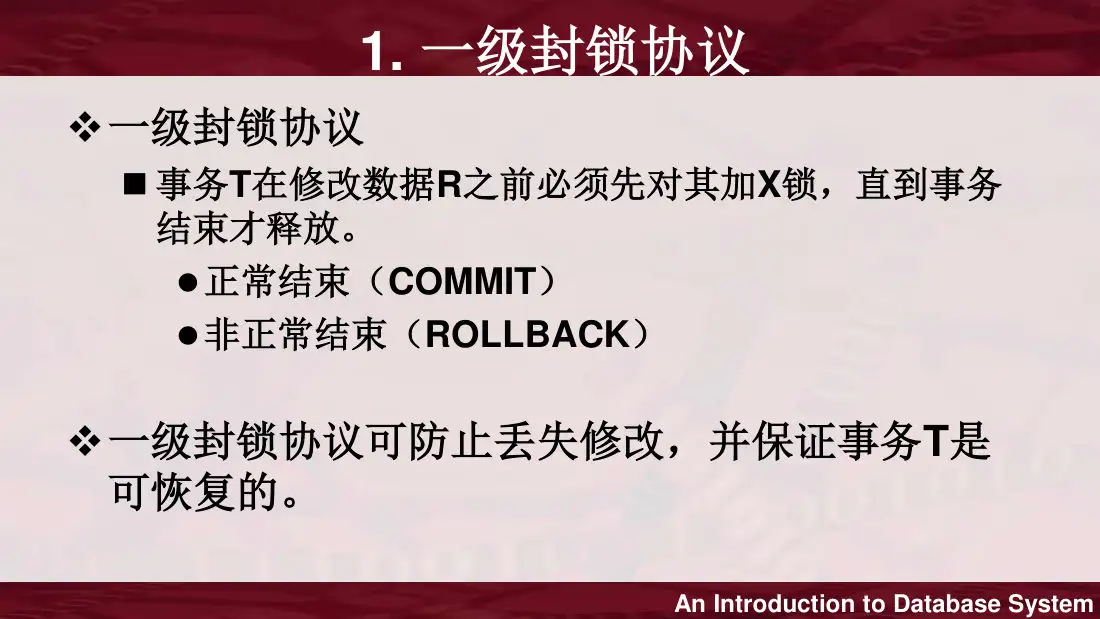 1. 一级封锁协议
❖一级封锁协议
■ 事务T在修改数据R之前必须先对其加X锁，直到事务
结束才释放。
●正常结束（COMMIT）
●非正常结束（ROLLBACK）
❖一级封锁协议可防止丢失修改，并保证事务T是
可恢复的。
An Introduction to Database System